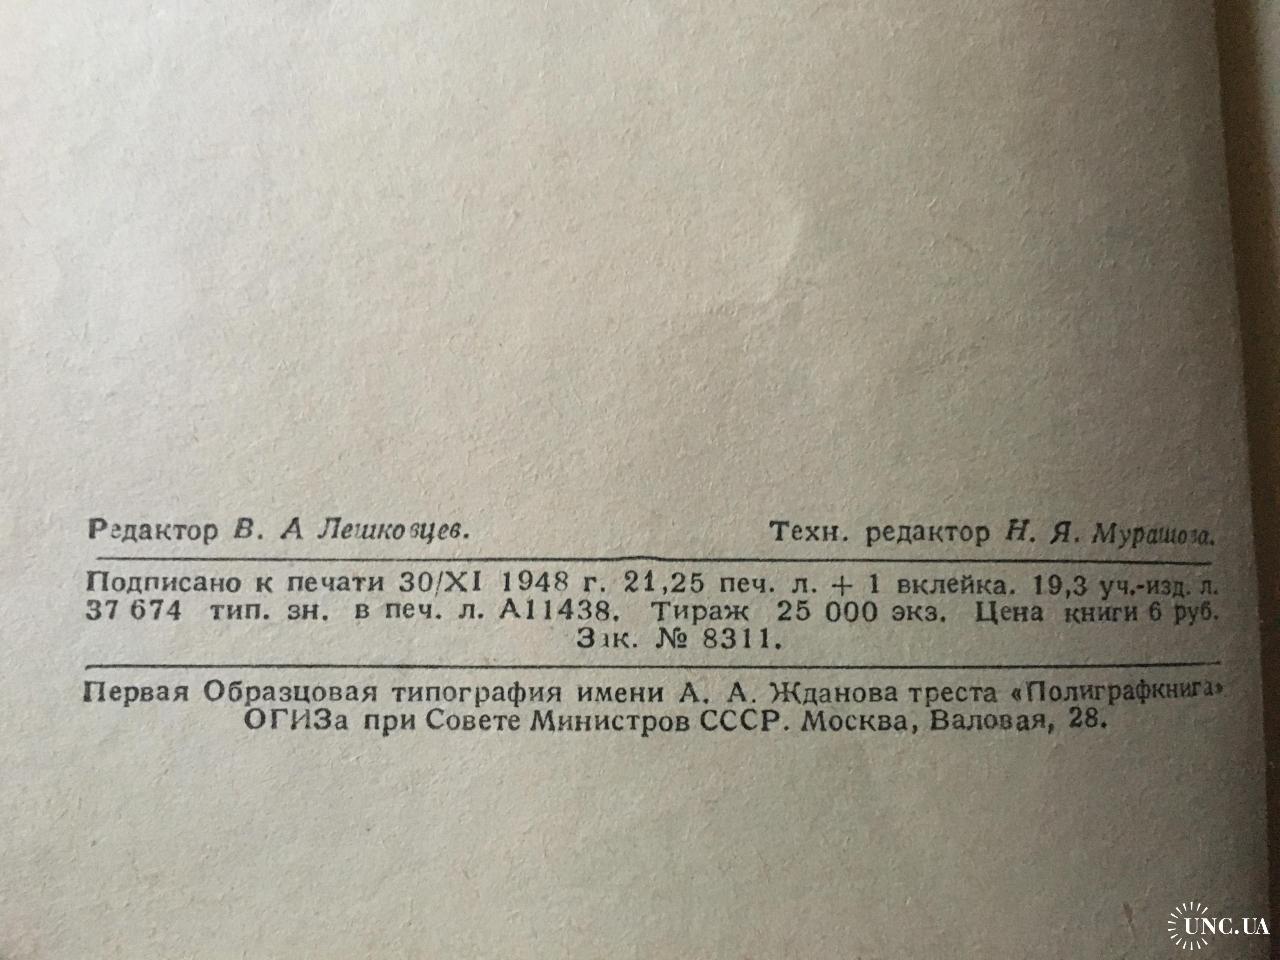 Редактор В. А Лешковцев. Техн. редактор Н. Я. Мурашова.
Подписано к печати 30/XI 1948 г. 21,25 печ. л. + 1 вклейка. 19,3 уч.-изд. л.
37 674 тип. зн. в печ. л. А11438. Тираж 25 000 экз. Цена книги 6 руб.
Зак. № 8311.
Первая Образцовая типография имени А. А. Жданова треста «Полиграфкнига»
ОГИЗа при Совете Министров СССР. Москва, Валовая, 28.
UNC.UA